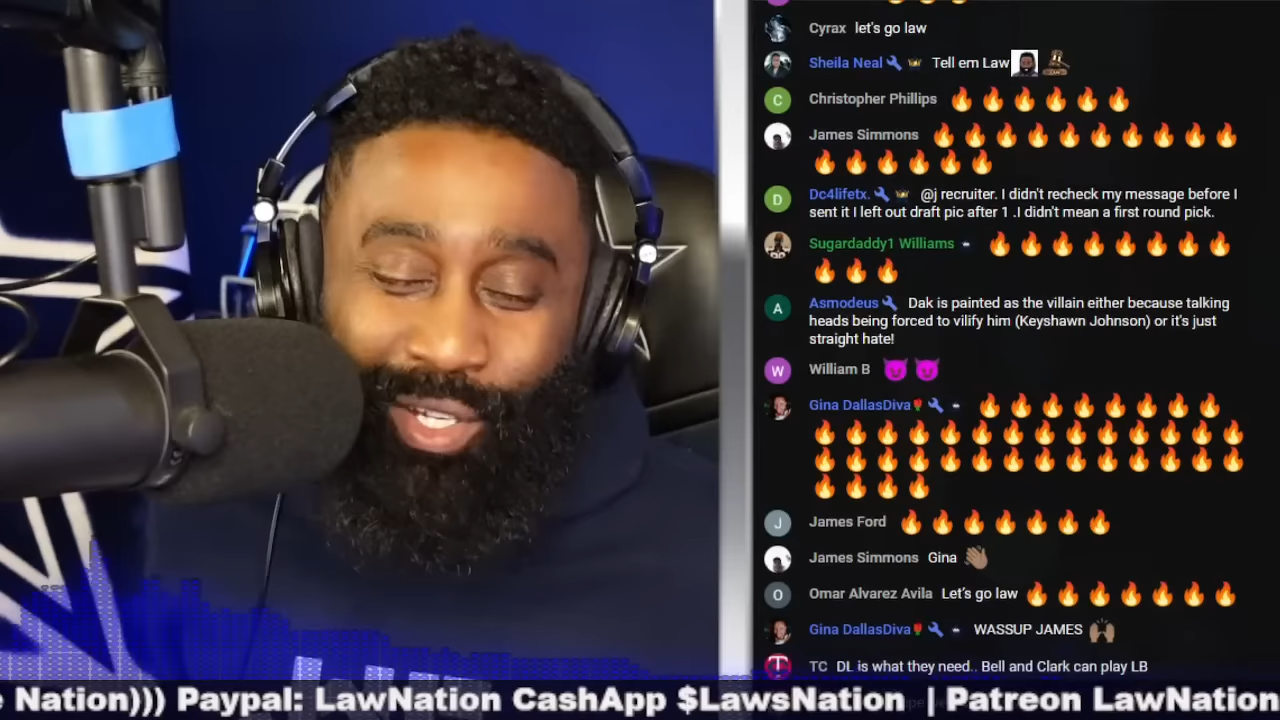 Cyrax let's go law
Sheila Neal Tell em Law
Christopher Phillips 🔥🔥🔥🔥🔥🔥
James Simmons 🔥🔥🔥🔥🔥🔥🔥🔥🔥🔥
🔥🔥🔥🔥🔥🔥
Dc4lifetx. @j recruiter. I didn't recheck my message before I
sent it I left out draft pic after 1 .I didn't mean a first round pick.
Sugardaddy1 Williams 🔥🔥🔥🔥🔥🔥🔥🔥
🔥🔥🔥
Asmodeus Dak is painted as the villain either because talking
heads being forced to vilify him (Keyshawn Johnson) or it's just
straight hate!
William B 😈😈
Gina DallasDiva🌹 🔥🔥🔥🔥🔥🔥🔥🔥
🔥🔥🔥🔥🔥🔥🔥🔥🔥🔥🔥🔥🔥🔥
🔥🔥🔥🔥🔥🔥🔥🔥🔥🔥🔥🔥🔥🔥
🔥🔥🔥🔥
James Ford 🔥🔥🔥🔥🔥🔥🔥
James Simmons Gina 👋🏽
Omar Alvarez Avila Let's go law 🔥🔥🔥🔥🔥🔥🔥
Gina DallasDiva🌹 WASSUP JAMES 🙌🏽
TC DL is what they need.. Bell and Clark can play LB
e Nation))) Paypal: LawNation CashApp $LawsNation | Patreon LawNation